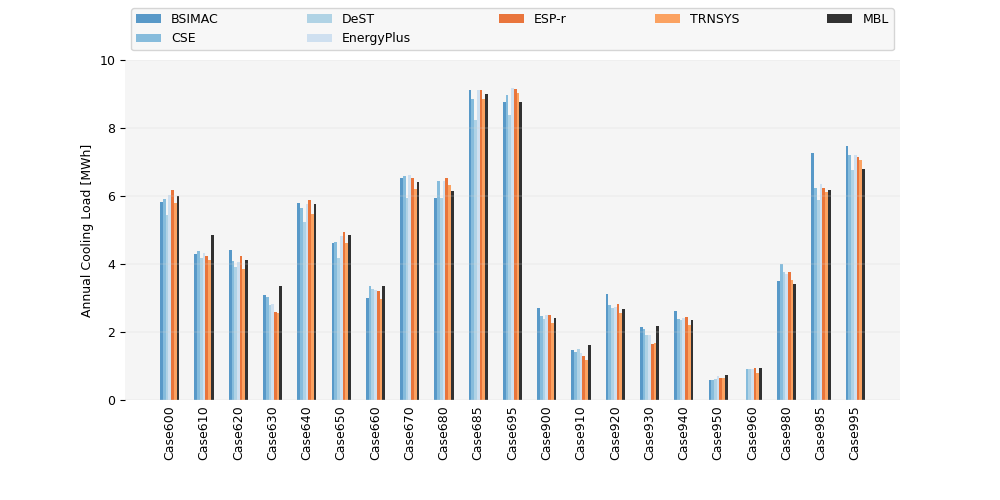 BSIMAC DeST ESP-r TRNSYS MBL
CSE EnergyPlus
10
8
6
4
2
0
Annual Cooling Load [MWh]
Case600
Case610
Case620
Case630
Case640
Case650
Case660
Case670
Case680
Case685
Case695
Case900
Case910
Case920
Case930
Case940
Case950
Case960
Case980
Case985
Case995